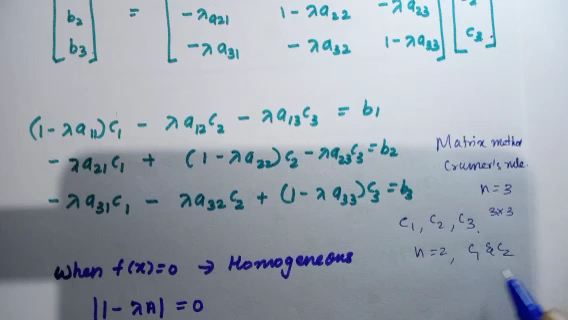 b2 = -λa21 1-λa22 -λa23
b3 -λa31 -λa32 1-λa33 c3
(1-λa11)c1 - λa12c2 - λa13c3 = b1
-λa21c1 + (1-λa22)c2-λa23c3=b2
-λa31c1 - λa32c2 + (1-λa33)c3=b3
Matrix method
Cramer's rule.
n=3
3x3
c1, c2, c3.
n=2, c1 & c2
When f(x)=0 → Homogeneous
|1-λA| = 0